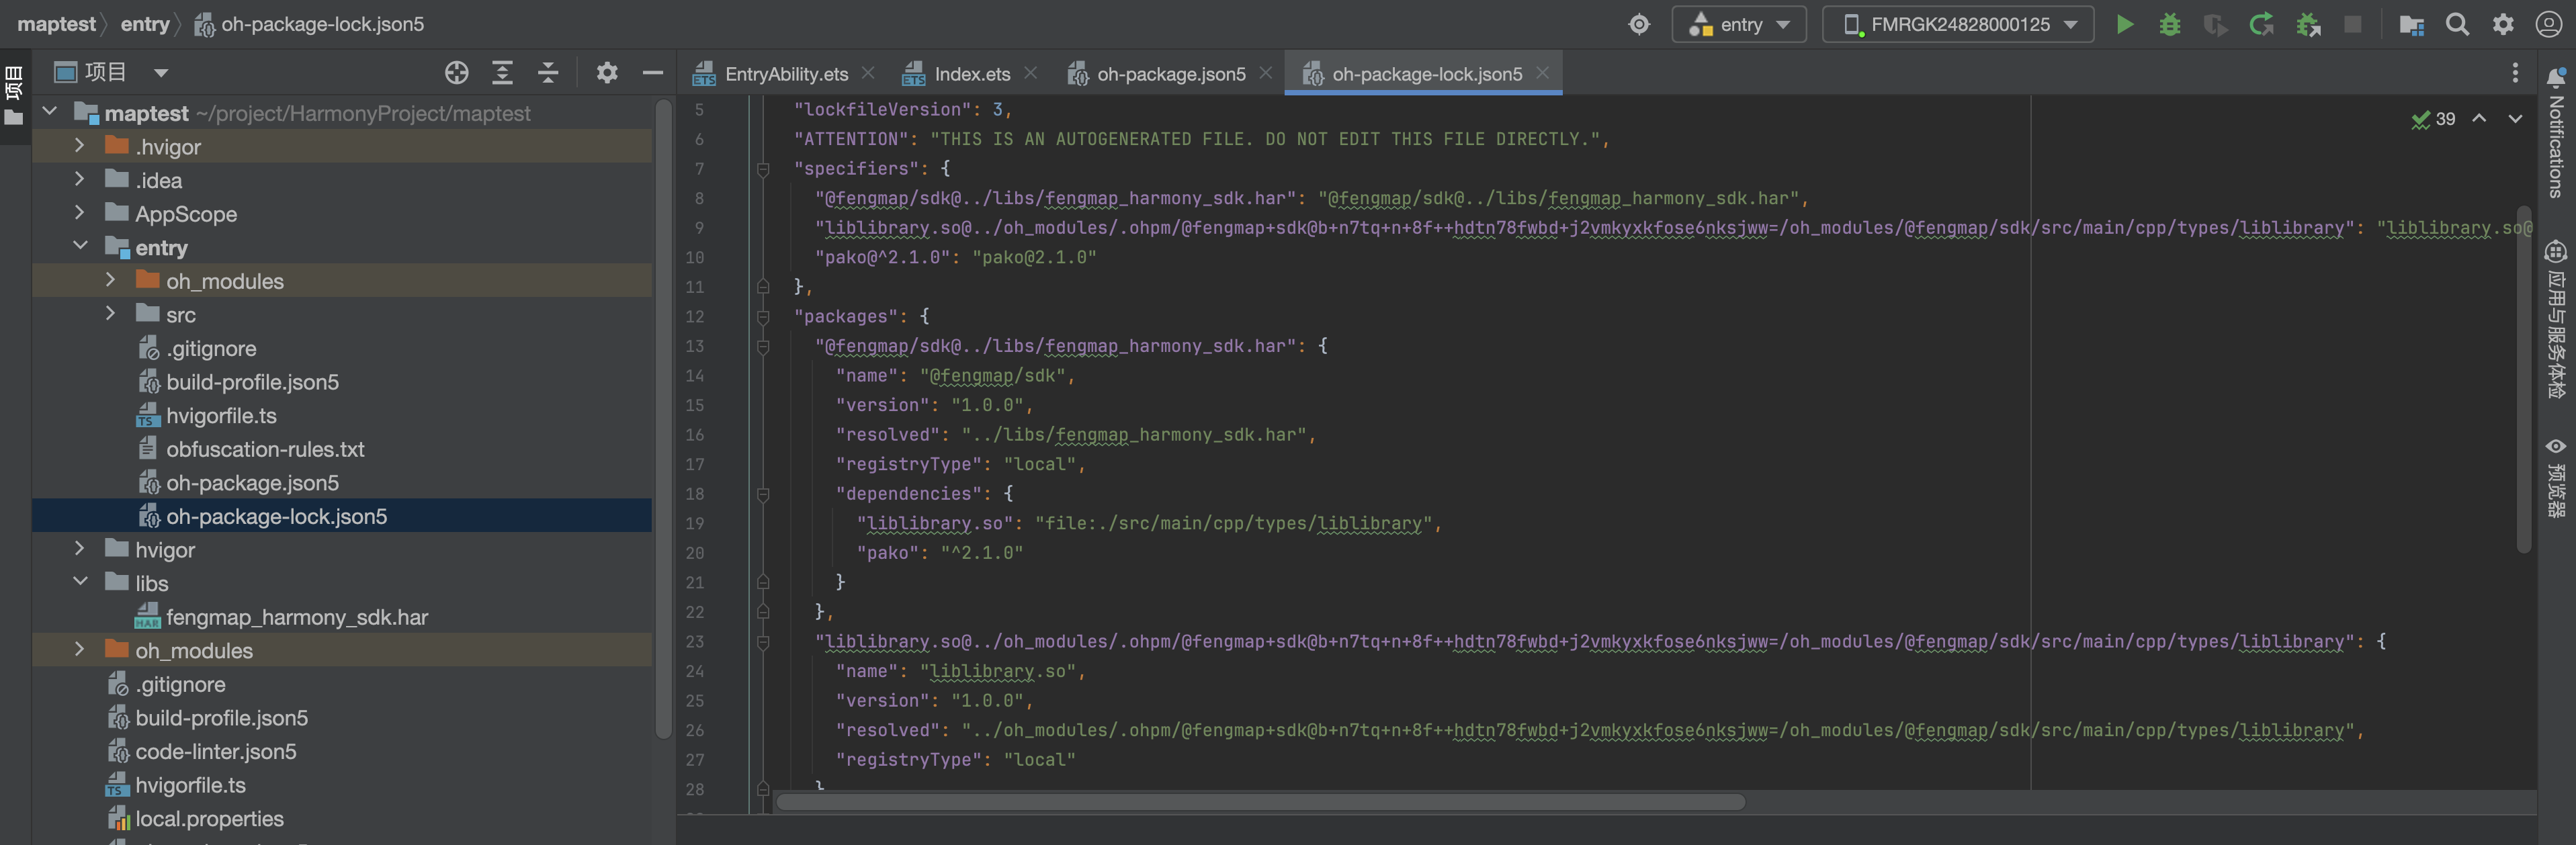 maptest entry oh-package-lock.json5
entry
FMRGK24828000125
项目
EntryAbility.ets
Index.ets
oh-package.json5
oh-package-lock.json5
项目
maptest ~/project/HarmonyProject/maptest
.hvigor
.idea
AppScope
entry
oh_modules
src
.gitignore
build-profile.json5
hvigorfile.ts
obfuscation-rules.txt
oh-package.json5
oh-package-lock.json5
hvigor
libs
fengmap_harmony_sdk.har
oh_modules
.gitignore
build-profile.json5
code-linter.json5
hvigorfile.ts
local.properties
39
5 "lockfileVersion": 3,
6 "ATTENTION": "THIS IS AN AUTOGENERATED FILE. DO NOT EDIT THIS FILE DIRECTLY.",
7 "specifiers": {
8 "@fengmap/sdk@../libs/fengmap_harmony_sdk.har": "@fengmap/sdk@../libs/fengmap_harmony_sdk.har",
9 "liblibrary.so@../oh_modules/.ohpm/@fengmap+sdk@b+n7tq+n+8f++hdtn78fwbd+j2vmkyxkfose6nksjww=/oh_modules/@fengmap/sdk/src/main/cpp/types/liblibrary": "liblibrary.so@
10 "pako@^2.1.0": "pako@2.1.0"
11 },
12 "packages": {
13 "@fengmap/sdk@../libs/fengmap_harmony_sdk.har": {
14 "name": "@fengmap/sdk",
15 "version": "1.0.0",
16 "resolved": "../libs/fengmap_harmony_sdk.har",
17 "registryType": "local",
18 "dependencies": {
19 "liblibrary.so": "file:./src/main/cpp/types/liblibrary",
20 "pako": "^2.1.0"
21 }
22 },
23 "liblibrary.so@../oh_modules/.ohpm/@fengmap+sdk@b+n7tq+n+8f++hdtn78fwbd+j2vmkyxkfose6nksjww=/oh_modules/@fengmap/sdk/src/main/cpp/types/liblibrary": {
24 "name": "liblibrary.so",
25 "version": "1.0.0",
26 "resolved": "../oh_modules/.ohpm/@fengmap+sdk@b+n7tq+n+8f++hdtn78fwbd+j2vmkyxkfose6nksjww=/oh_modules/@fengmap/sdk/src/main/cpp/types/liblibrary",
27 "registryType": "local"
28 }
Notifications
应用与服务体检
预览器